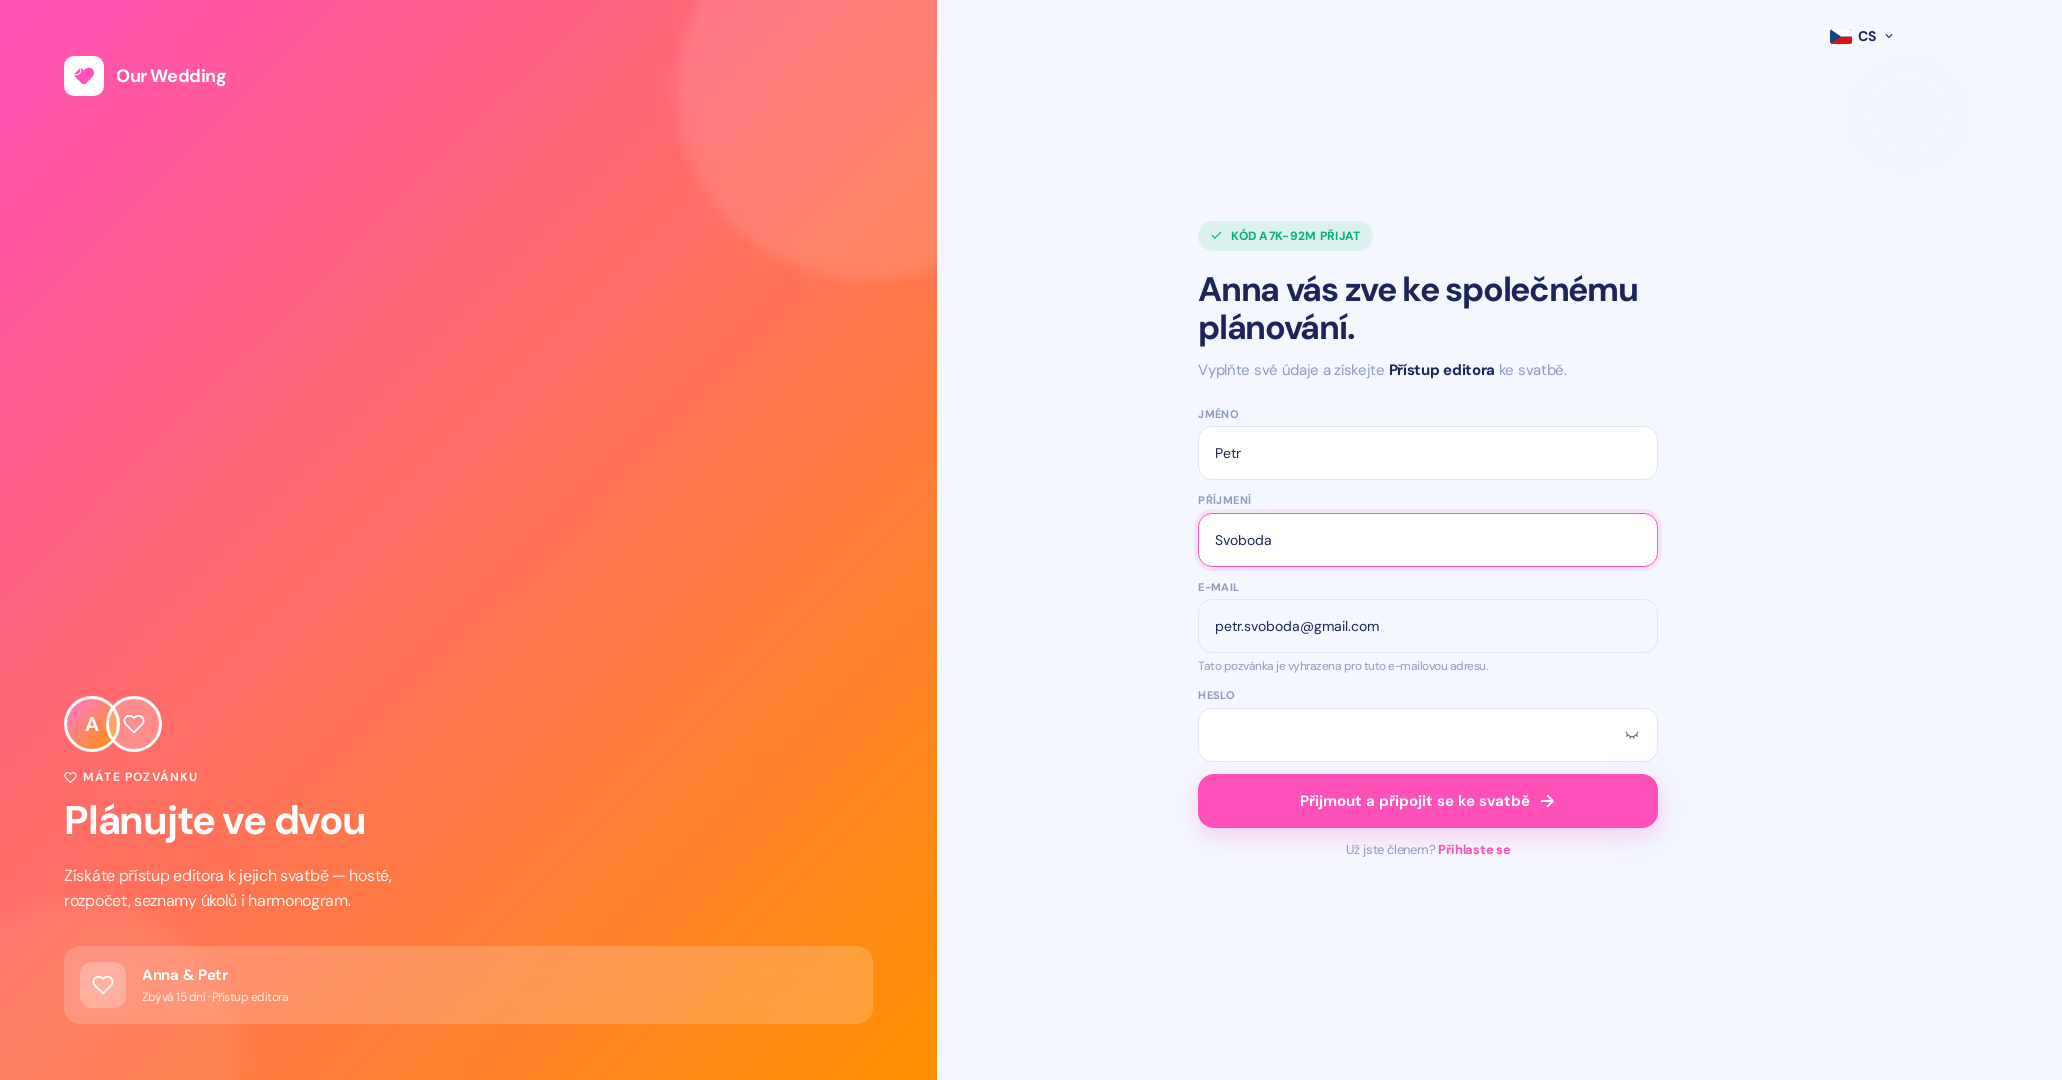 Our Wedding
A
MÁTE POZVÁNKU
Plánujte ve dvou
Získáte přístup editora k jejich svatbě — hosté,
rozpočet, seznamy úkolů i harmonogram.
Anna & Petr
Zbývá 15 dní · Přístup editora
CS
KÓD A7K-92M PŘIJAT
Anna vás zve ke společnému
plánování.
Vyplňte své údaje a získejte Přístup editora ke svatbě.
JMÉNO
Petr
PŘÍJMENÍ
Svoboda
E-MAIL
petr.svoboda@gmail.com
Tato pozvánka je vyhrazena pro tuto e-mailovou adresu.
HESLO
Přijmout a připojit se ke svatbě
Už jste členem? Přihlaste se